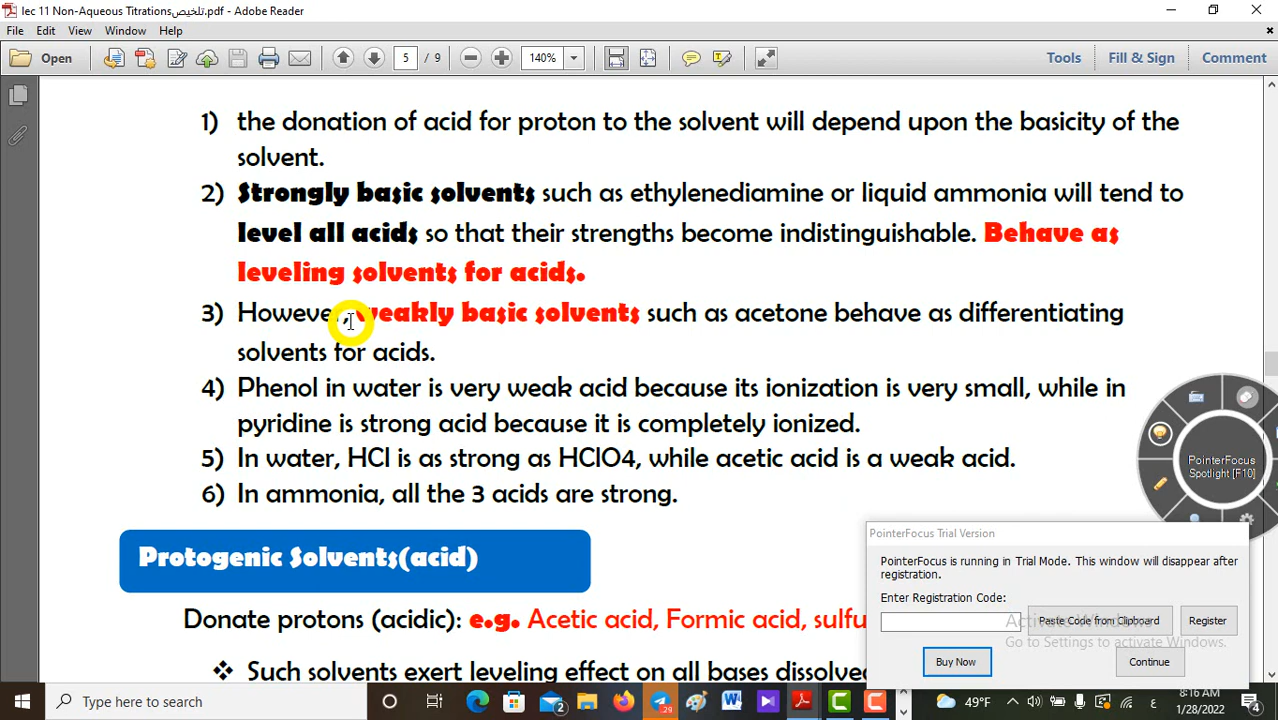 lec 11 Non-Aqueous Titrationsتلخيص.pdf - Adobe Reader
File Edit View Window Help
Open 5 / 9 140% Tools Fill & Sign Comment
1) the donation of acid for proton to the solvent will depend upon the basicity of the
solvent.
2) Strongly basic solvents such as ethylenediamine or liquid ammonia will tend to
level all acids so that their strengths become indistinguishable. Behave as
leveling solvents for acids.
3) However, weakly basic solvents such as acetone behave as differentiating
solvents for acids.
4) Phenol in water is very weak acid because its ionization is very small, while in
pyridine is strong acid because it is completely ionized.
5) In water, HCl is as strong as HClO4, while acetic acid is a weak acid.
6) In ammonia, all the 3 acids are strong.
PointerFocus
Spotlight [F10]
Protogenic Solvents(acid)
Donate protons (acidic): e.g. Acetic acid, Formic acid, sulfu
❖ Such solvents exert leveling effect on all bases dissolve
PointerFocus Trial Version
PointerFocus is running in Trial Mode. This window will disappear after
registration.
Enter Registration Code:
Paste Code from Clipboard Register
Activate Windows
Go to Settings to activate Windows.
Buy Now Continue
Type here to search
2
29
49°F
ع
8:16 AM
1/28/2022
4